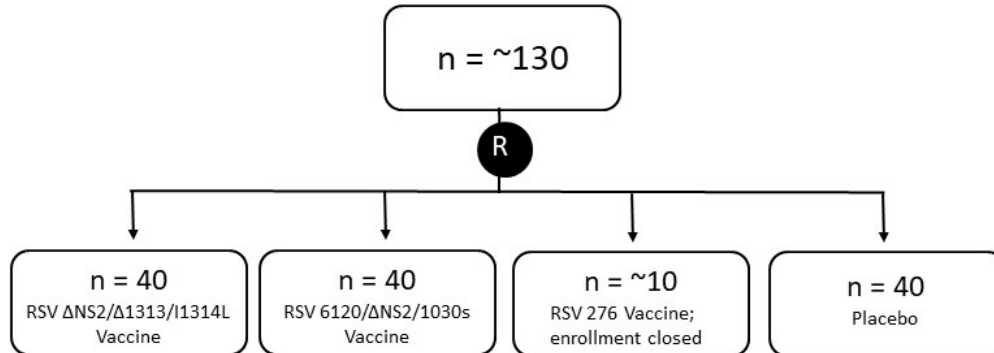 n = ~130
R
n = 40
RSV ΔNS2/Δ1313/I1314L
Vaccine
n = 40
RSV 6120/ΔNS2/1030s
Vaccine
n = ~10
RSV 276 Vaccine;
enrollment closed
n = 40
Placebo